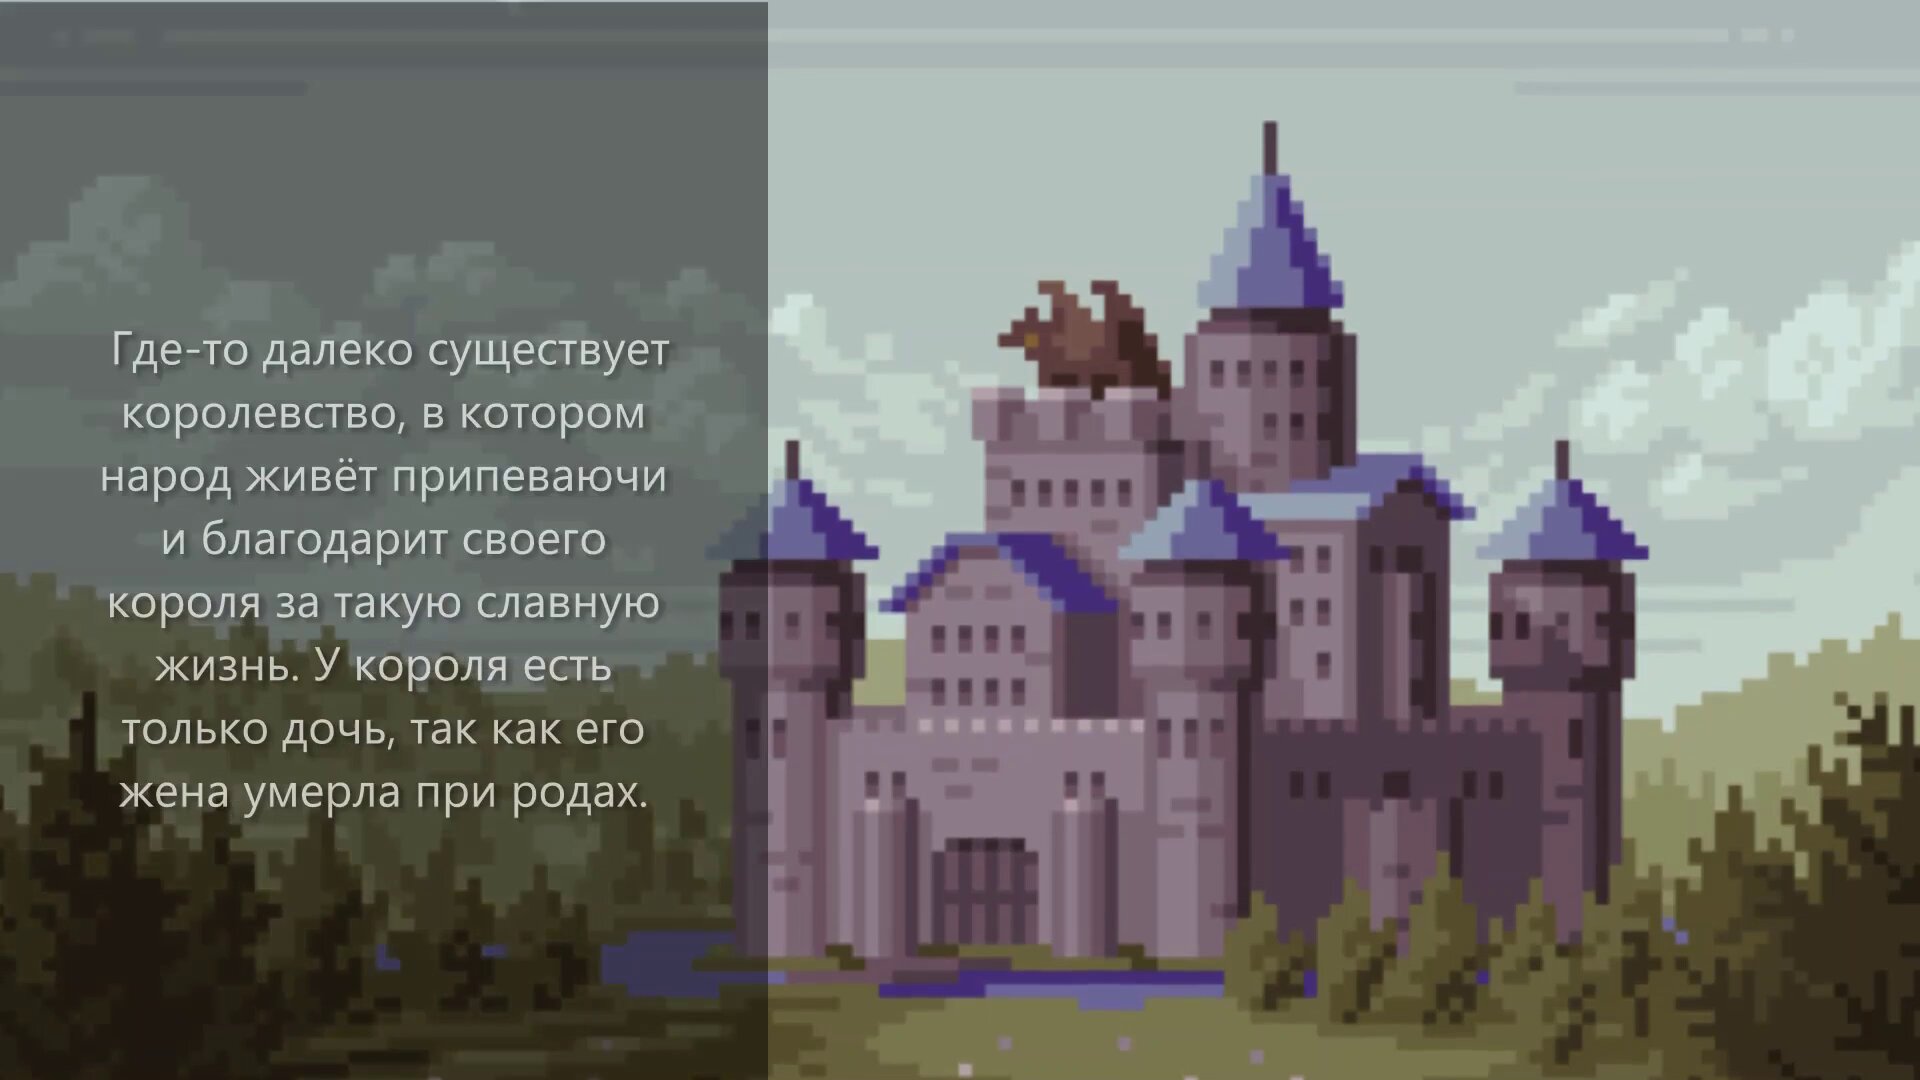 Где-то далеко существует
королевство, в котором
народ живёт припеваючи
и благодарит своего
короля за такую славную
жизнь. У короля есть
только дочь, так как его
жена умерла при родах.